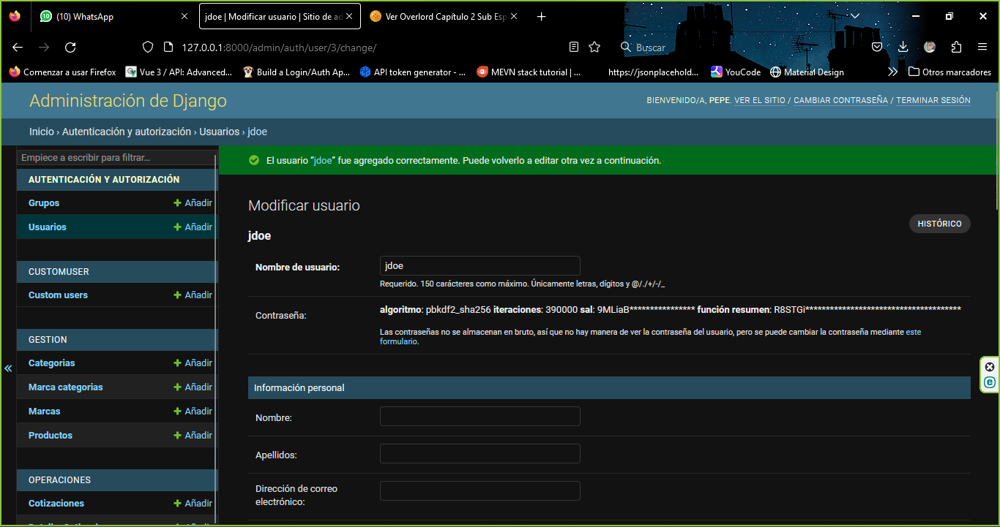 (10) WhatsApp
jdoe | Modificar usuario | Sitio de ad
Ver Overlord Capítulo 2 Sub Esp
127.0.0.1:8000/admin/auth/user/3/change/
Buscar
Comenzar a usar Firefox
Vue 3 / API: Advanced...
Build a Login/Auth Ap...
API token generator - ...
MEVN stack tutorial | ...
https://jsonplacehold...
YouCode
Material Design
Otros marcadores
Administración de Django
BIENVENIDO/A, PEPE. VER EL SITIO / CAMBIAR CONTRASEÑA / TERMINAR SESIÓN
Inicio › Autenticación y autorización › Usuarios › jdoe
Empiece a escribir para filtrar...
AUTENTICACIÓN Y AUTORIZACIÓN
Grupos + Añadir
Usuarios + Añadir
CUSTOMUSER
Custom users + Añadir
GESTION
Categorias + Añadir
Marca categorias + Añadir
Marcas + Añadir
Productos + Añadir
OPERACIONES
Cotizaciones + Añadir
El usuario “jdoe” fue agregado correctamente. Puede volverlo a editar otra vez a continuación.
Modificar usuario
HISTÓRICO
jdoe
Nombre de usuario: jdoe
Requerido. 150 carácteres como máximo. Únicamente letras, dígitos y @/./+/-/_
Contraseña: algoritmo: pbkdf2_sha256 iteraciones: 390000 sal: 9MLiaB**************** función resumen: R8STGi**************************************
Las contraseñas no se almacenan en bruto, así que no hay manera de ver la contraseña del usuario, pero se puede cambiar la contraseña mediante este
formulario.
Información personal
Nombre:
Apellidos:
Dirección de correo
electrónico: